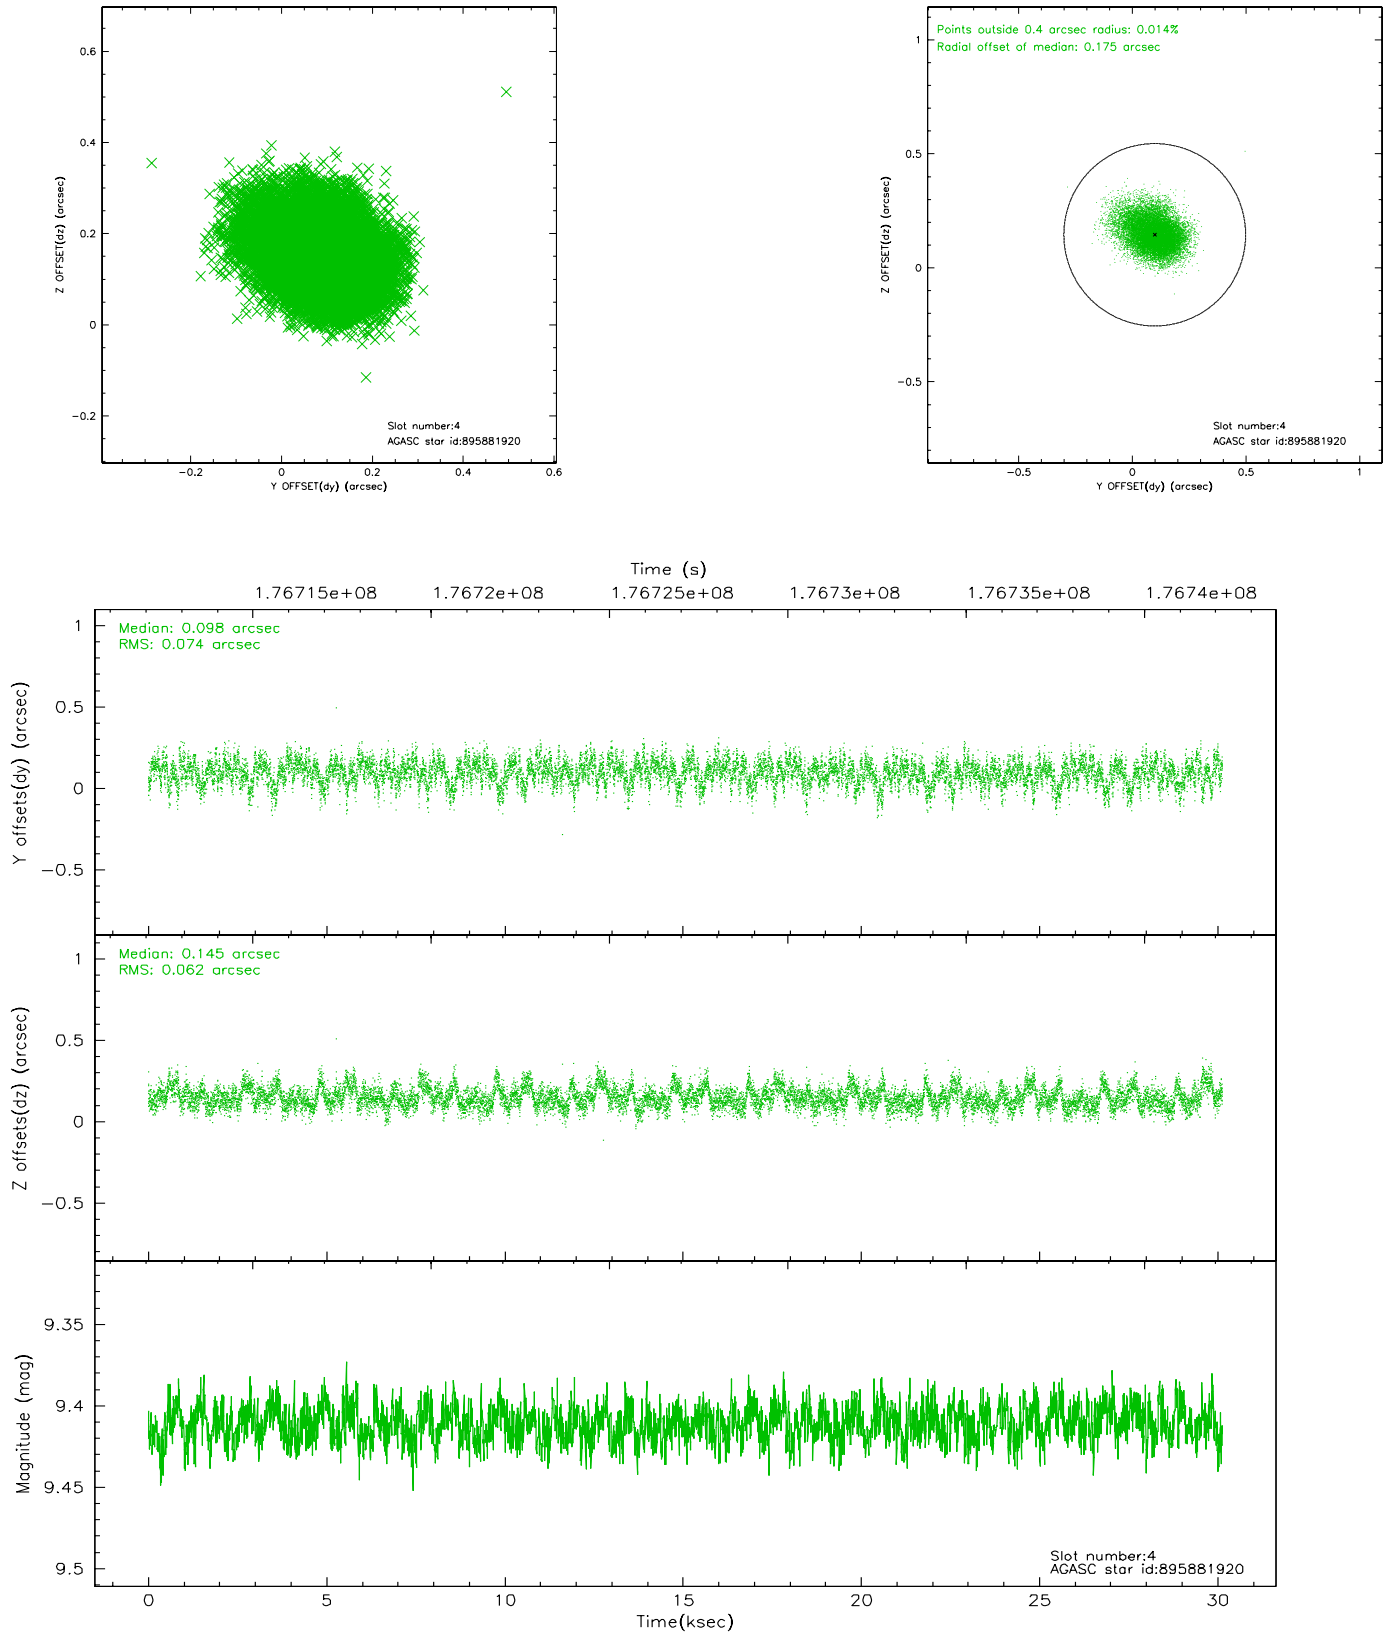 0.6
0.4
0.2
0
−0.2
Z OFFSET(dz) (arcsec)
Slot number:4
AGASC star id:895881920
−0.2 0 0.2 0.4 0.6
Y OFFSET(dy) (arcsec)
Points outside 0.4 arcsec radius: 0.014%
Radial offset of median: 0.175 arcsec
1
0.5
0
−0.5
Z OFFSET(dz) (arcsec)
Slot number:4
AGASC star id:895881920
−0.5 0 0.5 1
Y OFFSET(dy) (arcsec)
Time (s)
1.76715e+08 1.7672e+08 1.76725e+08 1.7673e+08 1.76735e+08 1.7674e+08
Median: 0.098 arcsec
RMS: 0.074 arcsec
1
0.5
0
−0.5
Y offsets(dy) (arcsec)
Median: 0.145 arcsec
RMS: 0.062 arcsec
1
0.5
0
−0.5
Z offsets(dz) (arcsec)
9.35
9.4
9.45
9.5
Magnitude (mag)
Slot number:4
AGASC star id:895881920
0 5 10 15 20 25 30
Time(ksec)